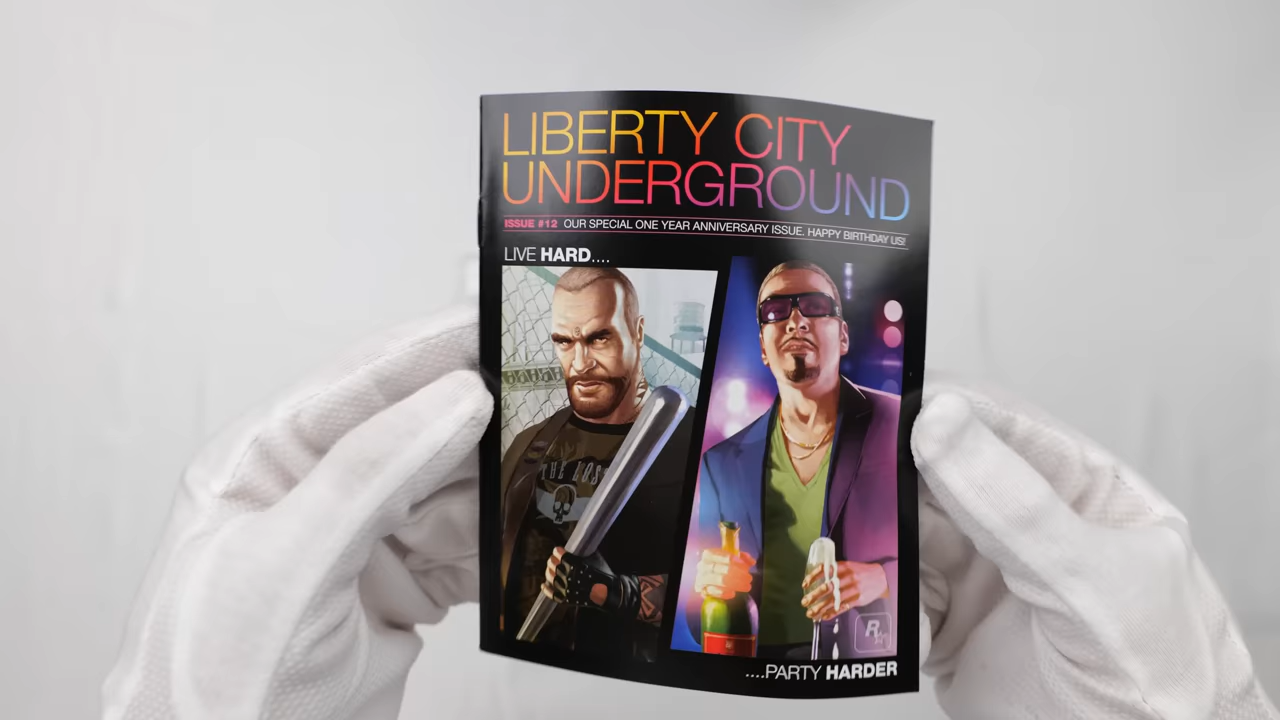 LIBERTY CITY
UNDERGROUND
ISSUE #12 OUR SPECIAL ONE YEAR ANNIVERSARY ISSUE. HAPPY BIRTHDAY US!
LIVE HARD....
THE LOS
R
....PARTY HARDER